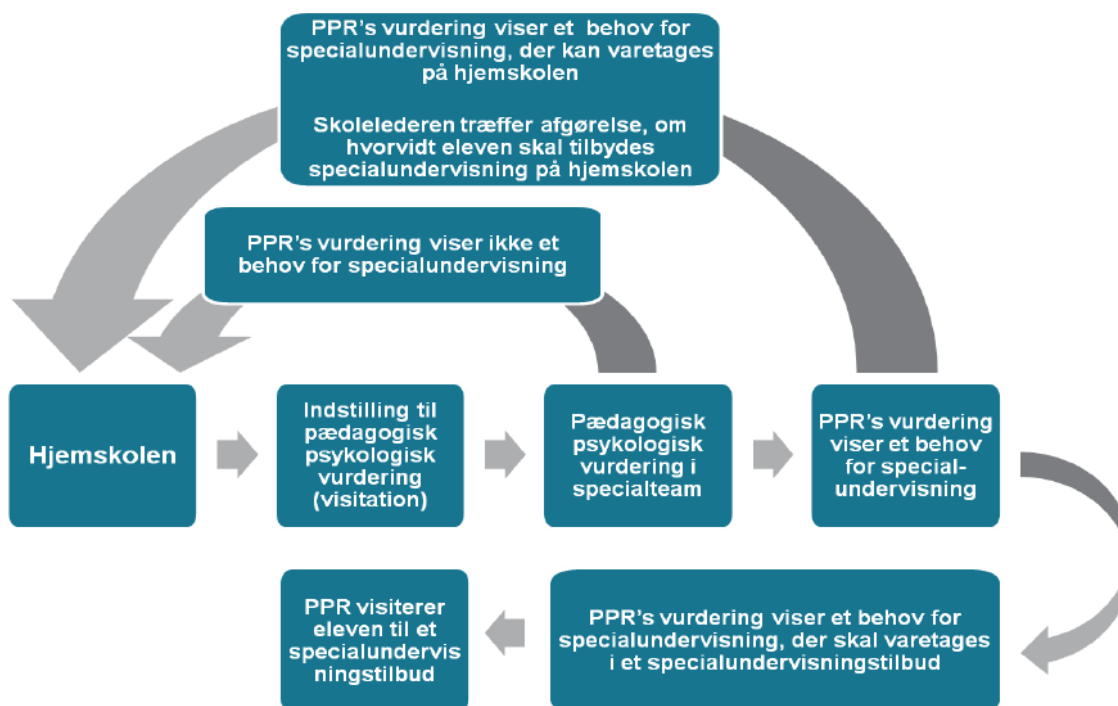 PPR's vurdering viser et behov for
specialundervisning, der kan varetages
på hjemskolen
Skolelederen træffer afgørelse, om
hvorvidt eleven skal tilbydes
specialundervisning på hjemskolen
PPR's vurdering viser ikke et
behov for specialundervisning
Hjemskolen
Indstilling til
pædagogisk
psykologisk
vurdering
(visitation)
Pædagogisk
psykologisk
vurdering i
specialteam
PPR's vurdering
viser et behov
for special-
undervisning
PPR visiterer
eleven til et
specialundervis
ningstilbud
PPR's vurdering viser et behov for
specialundervisning, der skal varetages
i et specialundervisningstilbud